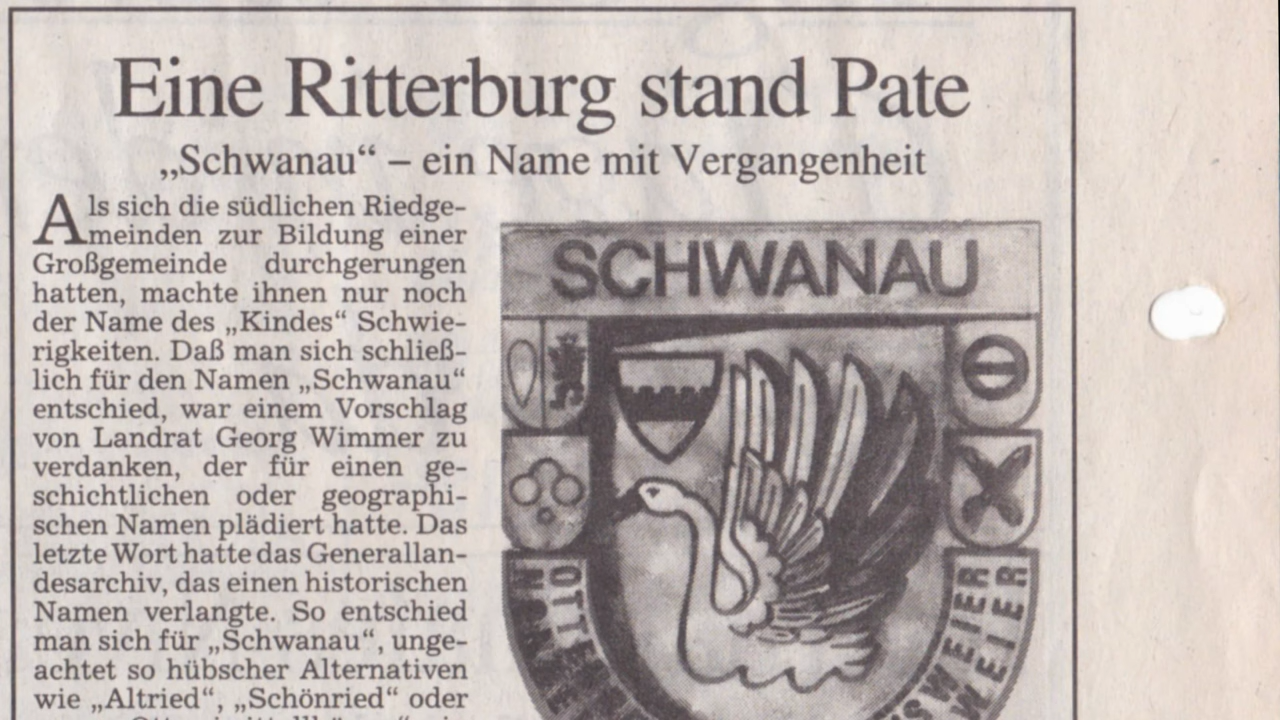 Eine Ritterburg stand Pate
„Schwanau“ – ein Name mit Vergangenheit
Als sich die südlichen Riedge-
meinden zur Bildung einer
Großgemeinde durchgerungen
hatten, machte ihnen nur noch
der Name des „Kindes“ Schwie-
rigkeiten. Daß man sich schließ-
lich für den Namen „Schwanau“
entschied, war einem Vorschlag
von Landrat Georg Wimmer zu
verdanken, der für einen ge-
schichtlichen oder geographi-
schen Namen plädiert hatte. Das
letzte Wort hatte das Generallan-
desarchiv, das einen historischen
Namen verlangte. So entschied
man sich für „Schwanau“, unge-
achtet so hübscher Alternativen
wie „Altried“, „Schönried“ oder
SCHWANAU